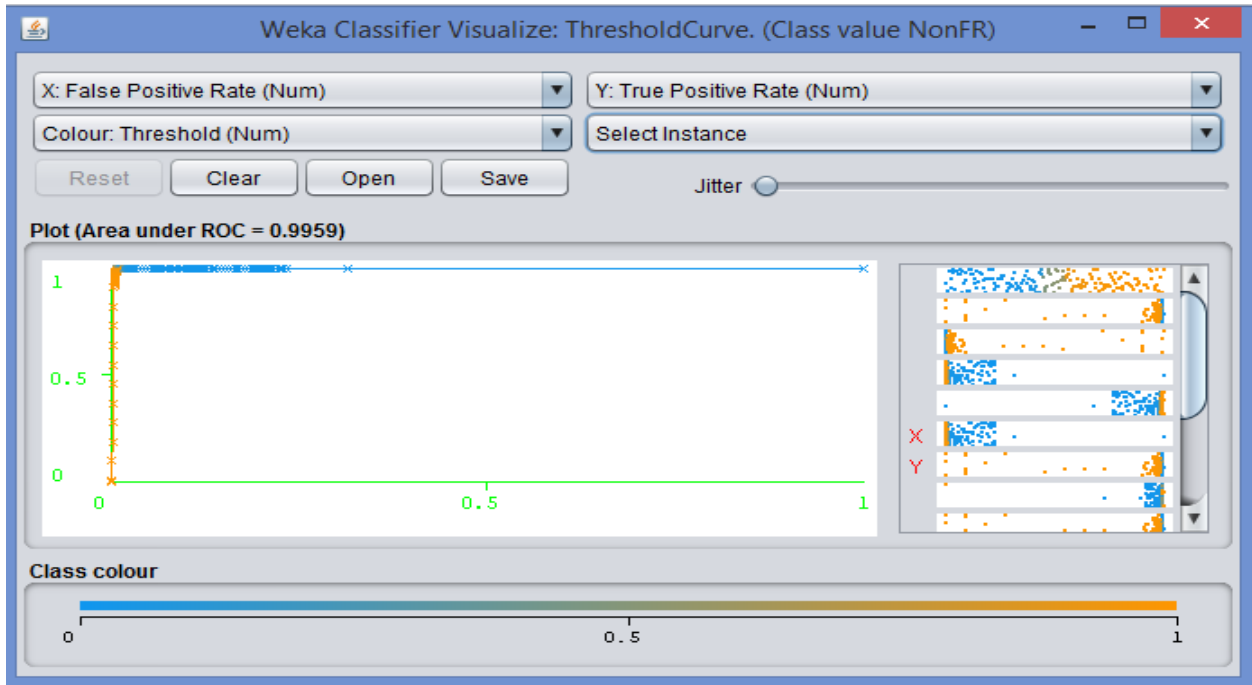 Weka Classifier Visualize: ThresholdCurve. (Class value NonFR)
X: False Positive Rate (Num)
Y: True Positive Rate (Num)
Colour: Threshold (Num)
Select Instance
Reset
Clear
Open
Save
Jitter
Plot (Area under ROC = 0.9959)
1
0.5
0
0
0.5
1
X
Y
Class colour
0
0.5
1